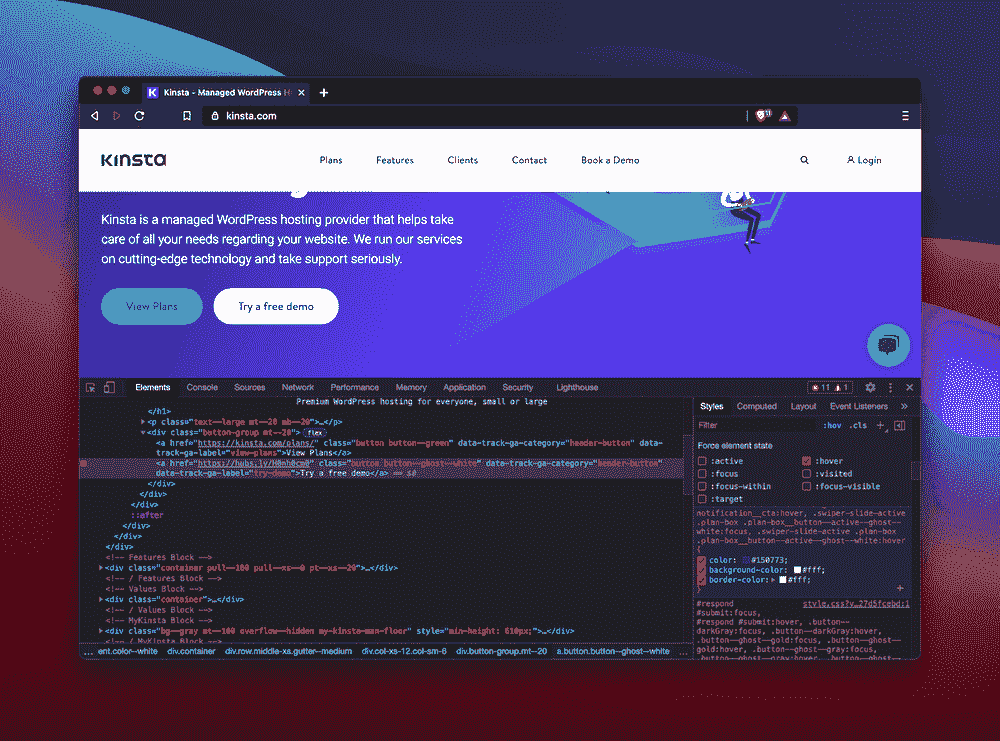 Kinsta - Managed WordPress H
kinsta.com
11
KINSTA Plans Features Clients Contact Book a Demo Login
Kinsta is a managed WordPress hosting provider that helps take
care of all your needs regarding your website. We run our services
on cutting-edge technology and take support seriously.
View Plans Try a free demo
Elements Console Sources Network Performance Memory Application Security Lighthouse 11 1
Premium WordPress hosting for everyone, small or large
</h1>
<p class="text--large mt--20 mb--20">…</p>
<div class="button-group mt--20"> flex
<a href="https://kinsta.com/plans/" class="button button--green" data-track-ga-category="header-button" data-
track-ga-label="view-plans">View Plans</a>
<a href="https://hubs.ly/" class="button button--ghost--white" data-track-ga-category="header-button"
data-track-ga-label="try-demo">Try a free demo</a> == $0
</div>
</div>
</div>
::after
</div>
</div>
</div>
<!-- Features Block -->
<div class="container pull--160 pull--xs--0 pt--xs--20">…</div>
<!-- / Features Block -->
<!-- Values Block -->
<div class="container">…</div>
<!-- / Values Block -->
<!-- MyKinsta Block -->
<div class="bg--gray mt--160 overflow--hidden my-kinsta-man-floor" style="min-height: 610px;">…</div>
<!-- / MyKinsta Block -->
… ent.color--white div.container div.row.middle-xs.gutter--medium div.col-xs-12.col-sm-6 div.button-group.mt--20 a.button.button--ghost--white …
Styles Computed Layout Event Listeners »
Filter :hov .cls +
Force element state
:active :hover
:focus :visited
:focus-within :focus-visible
:target
notification__cta:hover, .swiper-slide-active
.plan-box .plan-box__button--active--ghost--
white:focus, .swiper-slide-active .plan-box
.plan-box__button--active--ghost--white:hover
{
color: #150773;
background-color: #fff;
border-color: #fff;
}
#respond
#submit:focus,
#respond #submit:hover, .button--
darkGray:focus, .button--darkGray:hover,
.button--ghost--gold:focus, .button--ghost--
gold:hover, .button--ghost--gray:focus,
.button--ghost--gray:hover, .button--ghost--